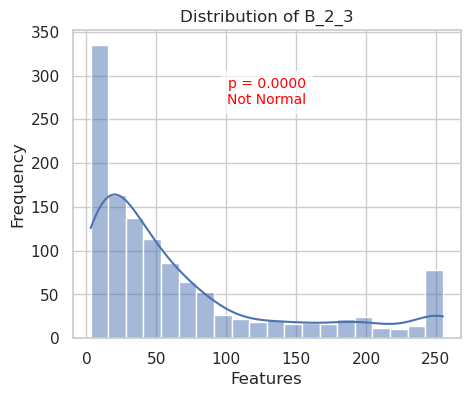 Distribution of B_2_3
350
300
250
200
150
100
50
0
Frequency
p = 0.0000
Not Normal
0 50 100 150 200 250
Features